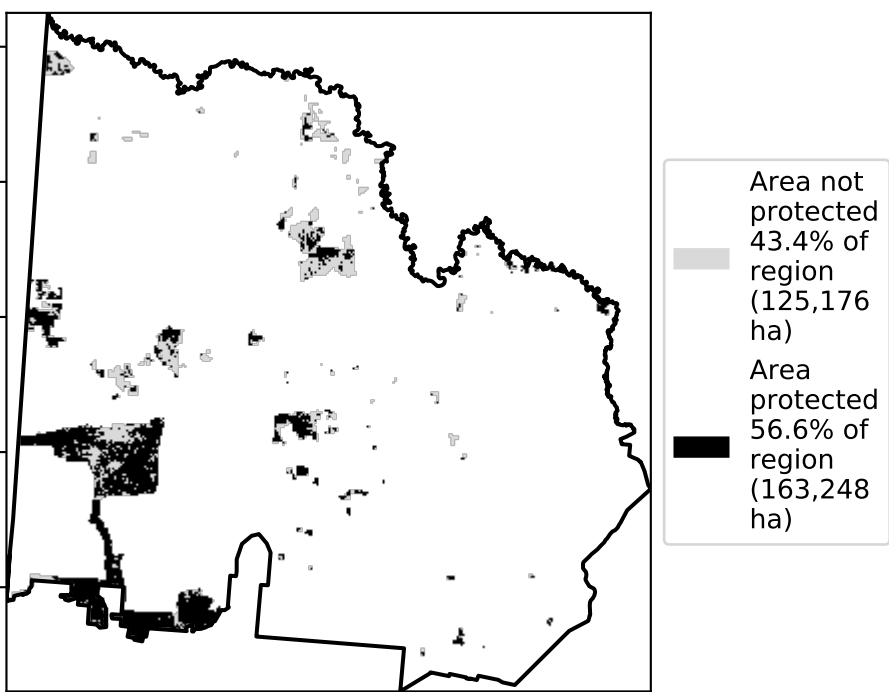 Area not
protected
43.4% of
region
(125,176
ha)
Area
protected
56.6% of
region
(163,248
ha)